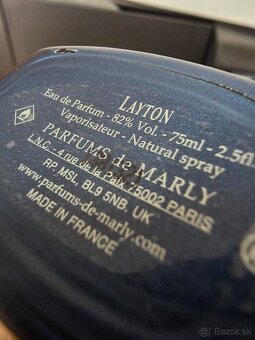 LAYTON
Eau de Parfum - 82% Vol. - 75ml - 2.5fl
Vaporisateur - Natural spray
PARFUMS de MARLY
L.N.C. - 4 rue de la Paix 75002 PARIS
RP. MSL, BL9 5NB, UK
www.parfums-de-marly.com
MADE IN FRANCE
© sbazar.sk